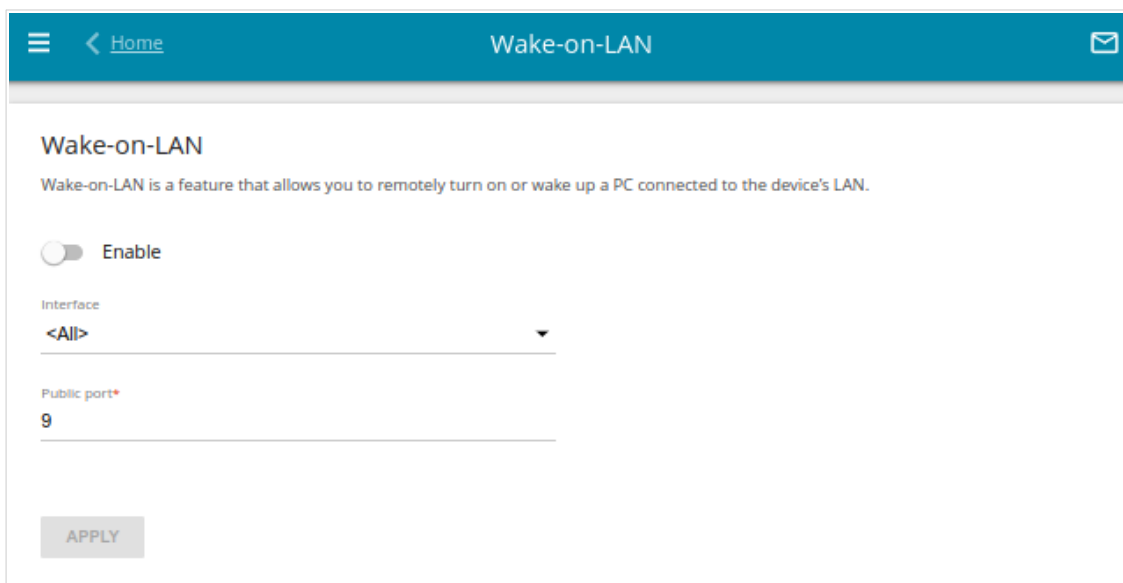 Home
Wake-on-LAN
Wake-on-LAN
Wake-on-LAN is a feature that allows you to remotely turn on or wake up a PC connected to the device's LAN.
Enable
Interface
<All>
Public port*
9
APPLY